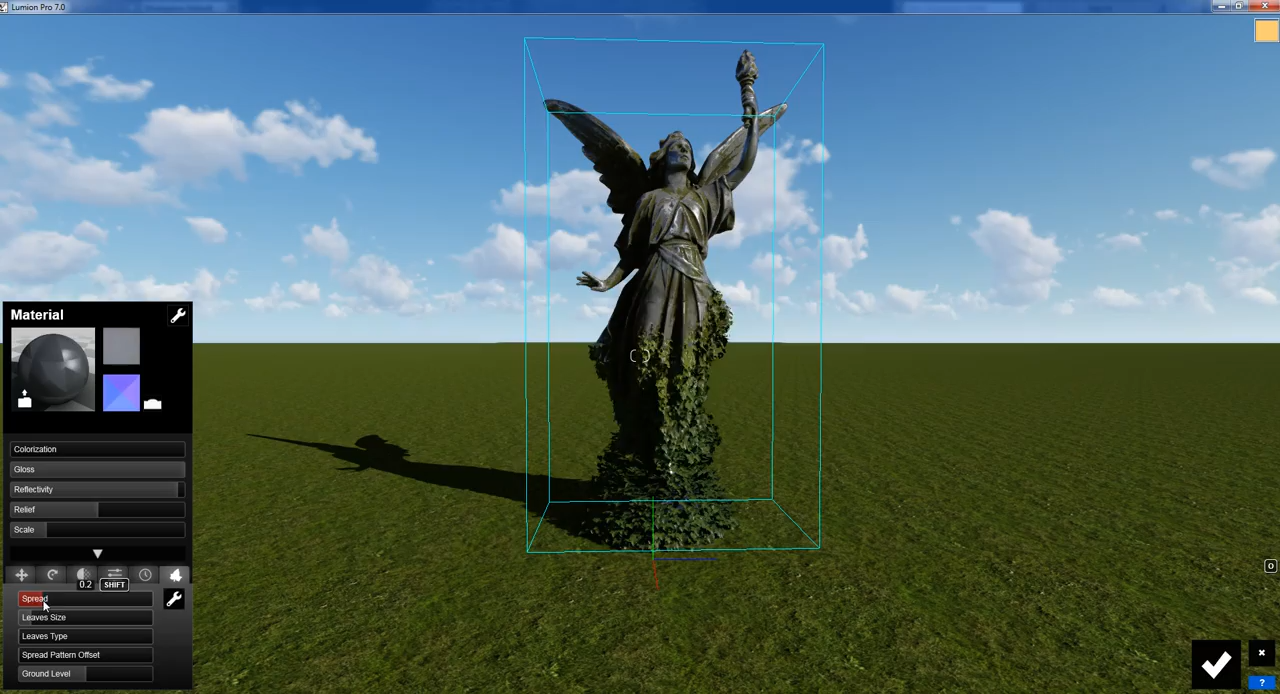 Lumion Pro 7.0
Material
Colorization
Gloss
Reflectivity
Relief
Scale
0.2 SHIFT
Spread
Leaves Size
Leaves Type
Spread Pattern Offset
Ground Level
O
?